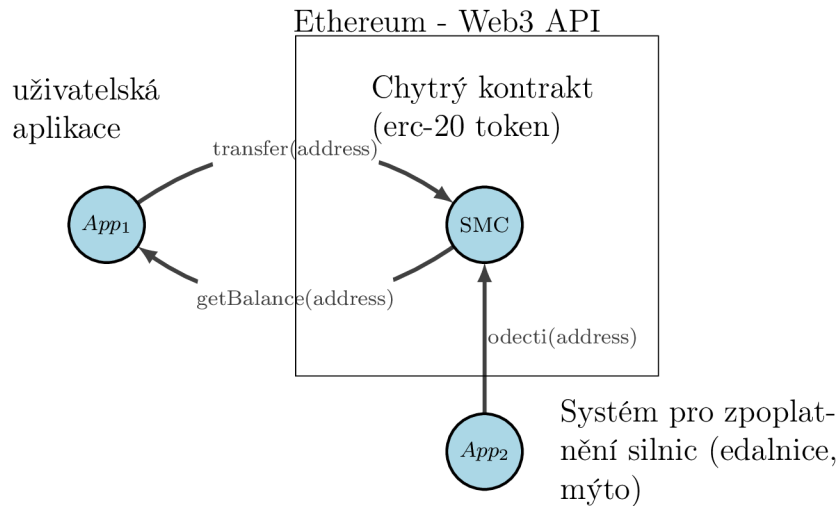 Ethereum - Web3 API
uživatelská
aplikace
Chytrý kontrakt
(erc-20 token)
transfer(address)
App₁
SMC
getBalance(address)
odecti(address)
App₂
Systém pro zpoplat-
nění silnic (edalnice,
mýto)